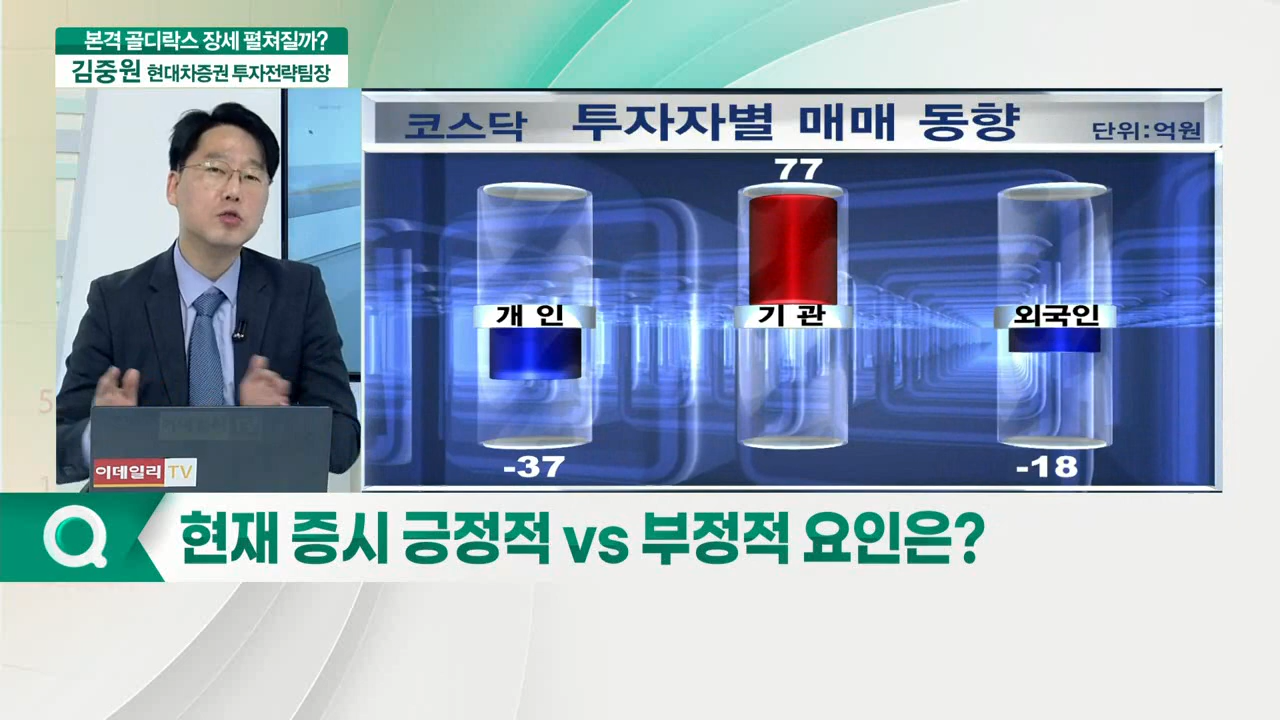 본격 골디락스 장세 펼쳐질까?
김중원 현대차증권 투자전략팀장
코스닥 투자자별 매매 동향 단위:억원
77
개인 기관 외국인
-37 -18
이데일리TV
Q 현재 증시 긍정적 vs 부정적 요인은?